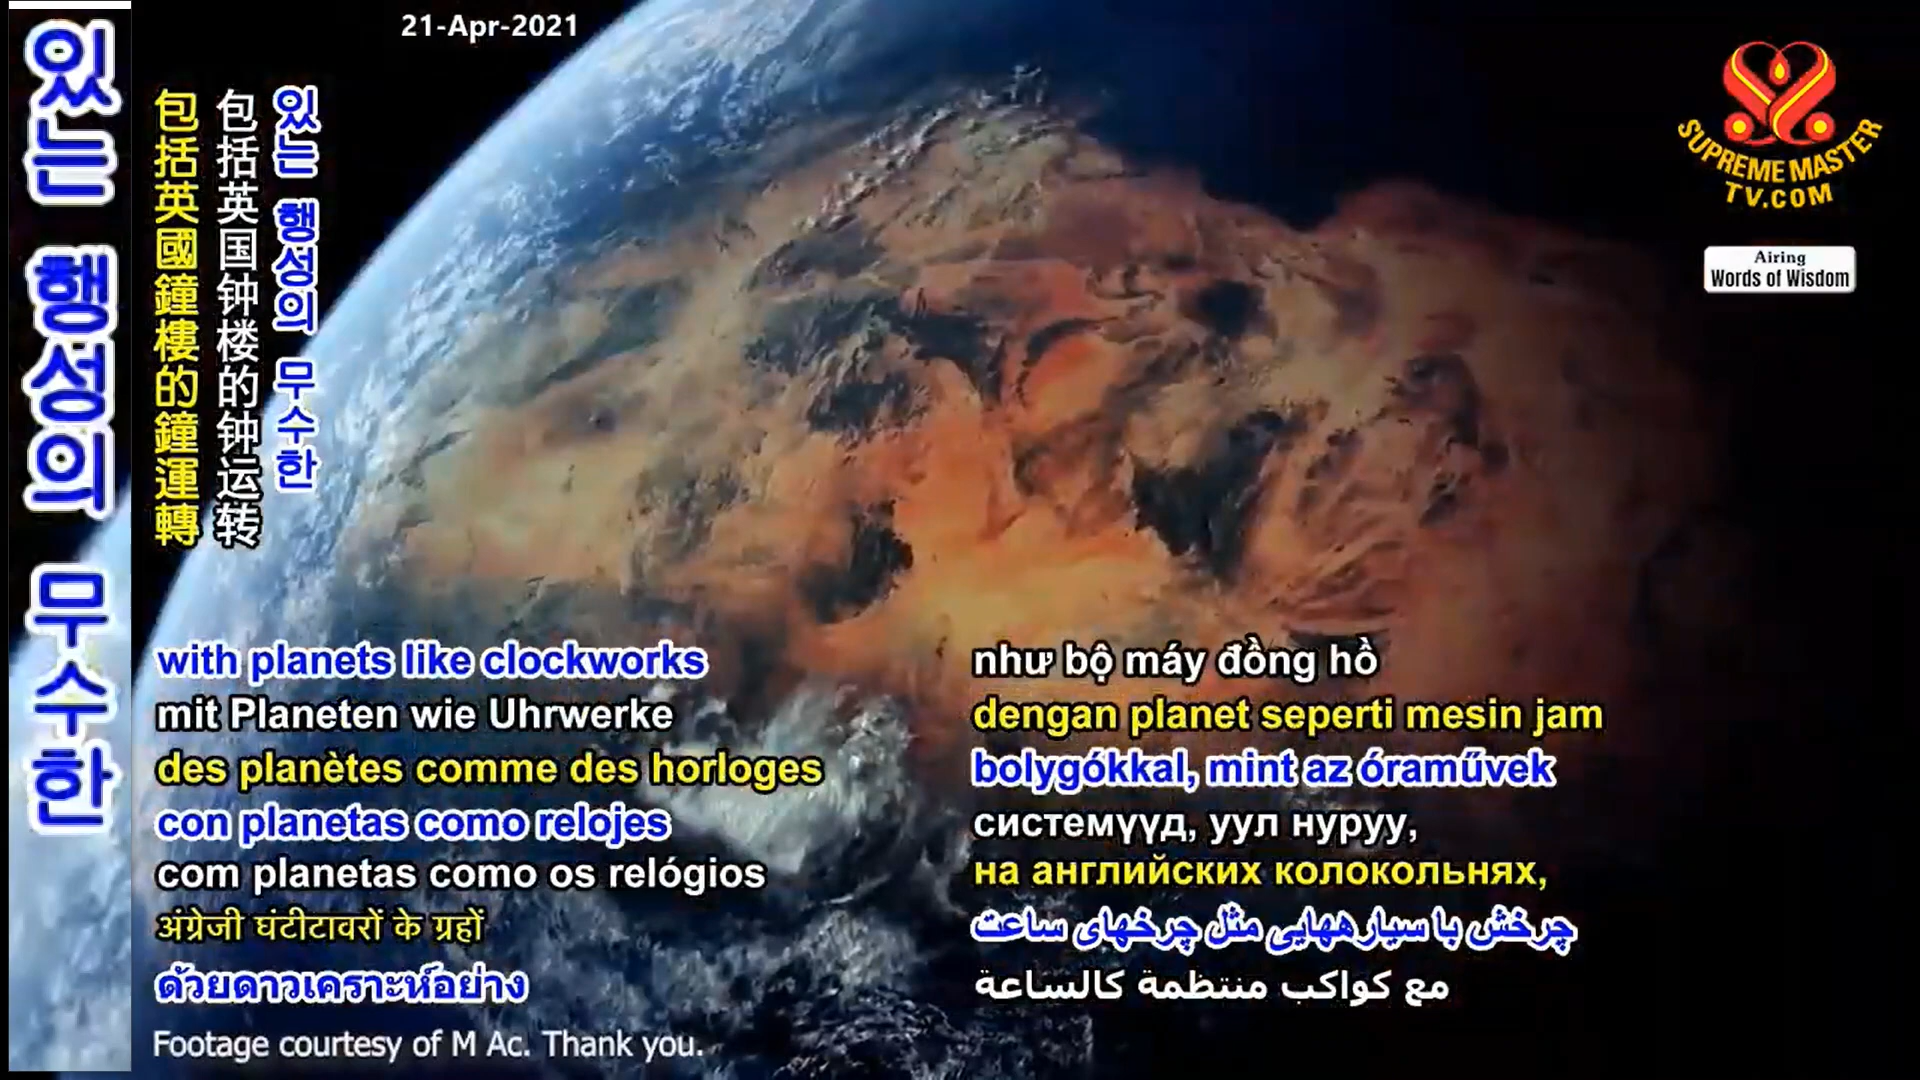 21-Apr-2021
있는 행성의 무수한
包括英國鐘樓的鐘運轉
包括英国钟楼的钟运转
있는 행성의 무수한
SUPREME MASTER
TV.COM
Airing
Words of Wisdom
with planets like clockworks
mit Planeten wie Uhrwerke
des planètes comme des horloges
con planetas como relojes
com planetas como os relógios
अंग्रेजी घंटीटावरों के ग्रहों
ด้วยดาวเคราะห์อย่าง
Footage courtesy of M Ac. Thank you.
như bộ máy đồng hồ
dengan planet seperti mesin jam
bolygókkal, mint az óraművek
системүүд, уул нуруу,
на английских колокольнях,
چرخش با سیارههایی مثل چرخهای ساعت
مع كواكب منتظمة كالساعة